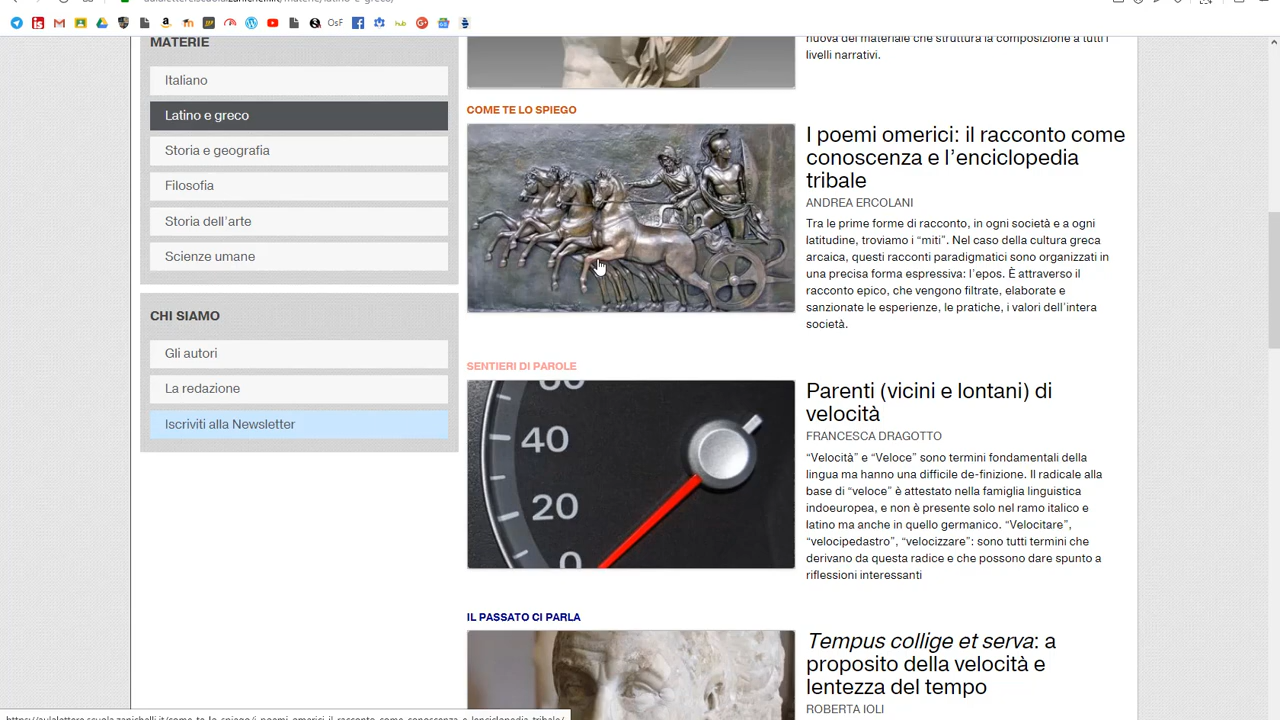 OsF
hub
MATERIE
Italiano
Latino e greco
Storia e geografia
Filosofia
Storia dell'arte
Scienze umane
CHI SIAMO
Gli autori
La redazione
Iscriviti alla Newsletter
nuova del materiale che struttura la composizione a tutti i
livelli narrativi.
COME TE LO SPIEGO
I poemi omerici: il racconto come
conoscenza e l'enciclopedia
tribale
ANDREA ERCOLANI
Tra le prime forme di racconto, in ogni società e a ogni
latitudine, troviamo i “miti”. Nel caso della cultura greca
arcaica, questi racconti paradigmatici sono organizzati in
una precisa forma espressiva: l'epos. È attraverso il
racconto epico, che vengono filtrate, elaborate e
sanzionate le esperienze, le pratiche, i valori dell'intera
società.
SENTIERI DI PAROLE
60
40
20
0
Parenti (vicini e lontani) di
velocità
FRANCESCA DRAGOTTO
“Velocità” e “Veloce” sono termini fondamentali della
lingua ma hanno una difficile de-finizione. Il radicale alla
base di “veloce” è attestato nella famiglia linguistica
indoeuropea, e non è presente solo nel ramo italico e
latino ma anche in quello germanico. “Velocitare”,
“velocipedastro”, “velocizzare”: sono tutti termini che
derivano da questa radice e che possono dare spunto a
riflessioni interessanti
IL PASSATO CI PARLA
Tempus collige et serva: a
proposito della velocità e
lentezza del tempo
ROBERTA IOLI